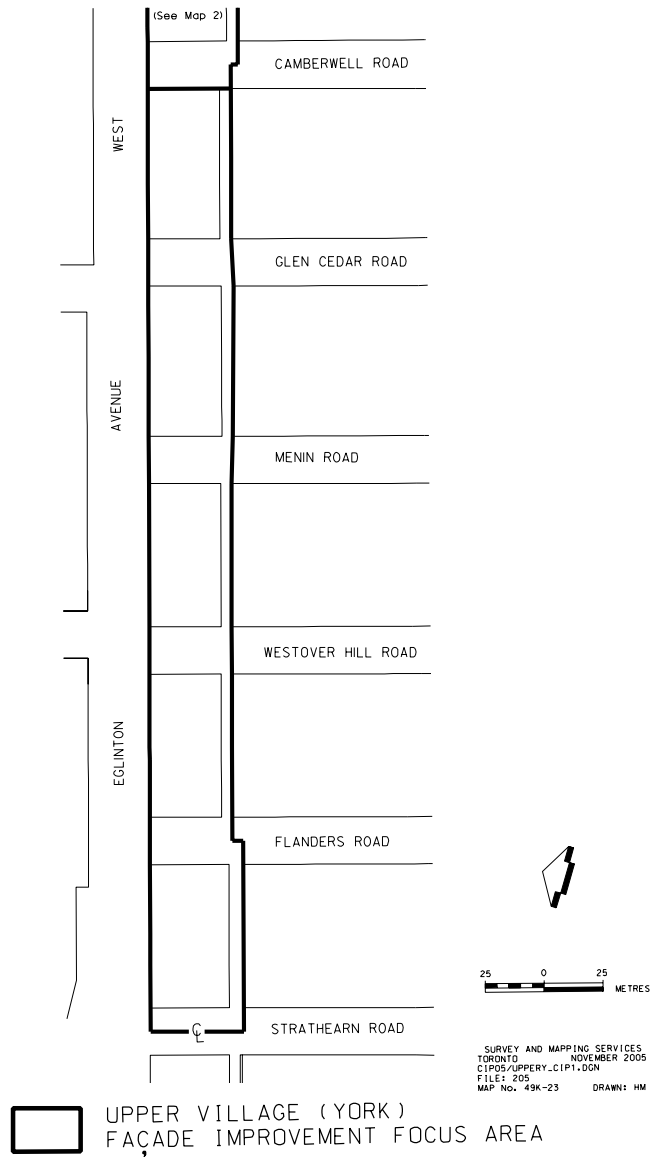 (See Map 2)
CAMBERWELL ROAD
WEST
GLEN CEDAR ROAD
AVENUE
MENIN ROAD
WESTOVER HILL ROAD
EGLINTON
FLANDERS ROAD
25 0 25
METRES
STRATHEARN ROAD
℄
SURVEY AND MAPPING SERVICES
TORONTO NOVEMBER 2005
CIP05/UPPERY_CIP1.DGN
FILE: 205
MAP No. 49K-23 DRAWN: HM
UPPER VILLAGE (YORK)
FAÇADE IMPROVEMENT FOCUS AREA